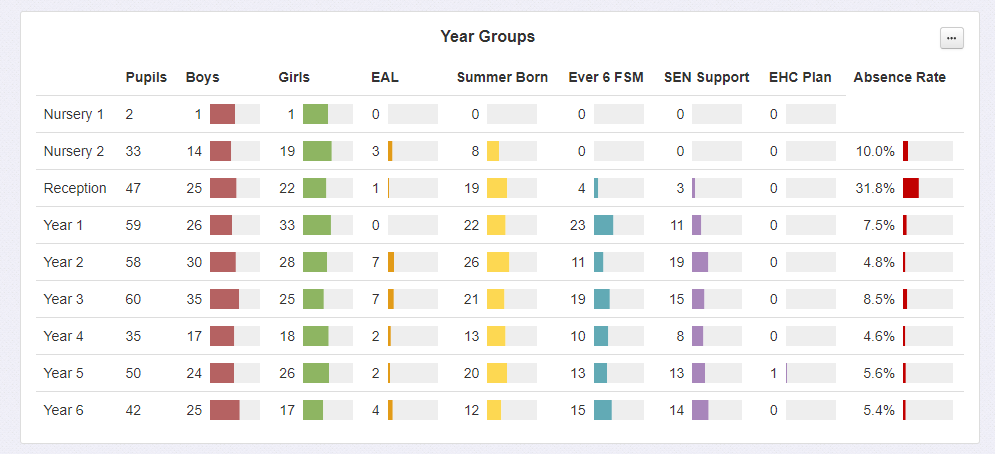 Year Groups
...
Pupils Boys Girls EAL Summer Born Ever 6 FSM SEN Support EHC Plan Absence Rate
Nursery 1 2 1 1 0 0 0 0 0
Nursery 2 33 14 19 3 8 0 0 0 10.0%
Reception 47 25 22 1 19 4 3 0 31.8%
Year 1 59 26 33 0 22 23 11 0 7.5%
Year 2 58 30 28 7 26 11 19 0 4.8%
Year 3 60 35 25 7 21 19 15 0 8.5%
Year 4 35 17 18 2 13 10 8 0 4.6%
Year 5 50 24 26 2 20 13 13 1 5.6%
Year 6 42 25 17 4 12 15 14 0 5.4%